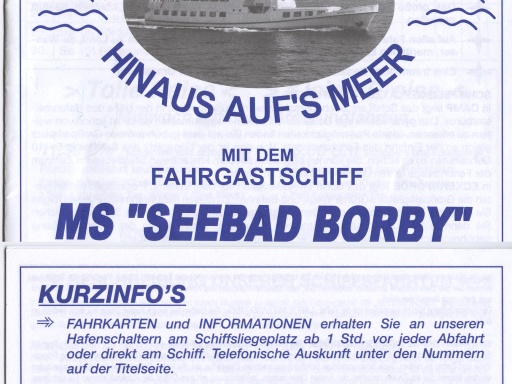 HINAUS AUF'S MEER
MIT DEM
FAHRGASTSCHIFF
MS "SEEBAD BORBY"
KURZINFO'S
⇒ FAHRKARTEN und INFORMATIONEN erhalten Sie an unseren
Hafenschaltern am Schiffsliegeplatz ab 1 Std. vor jeder Abfahrt
oder direkt am Schiff. Telefonische Auskunft unter den Nummern
auf der Titelseite.